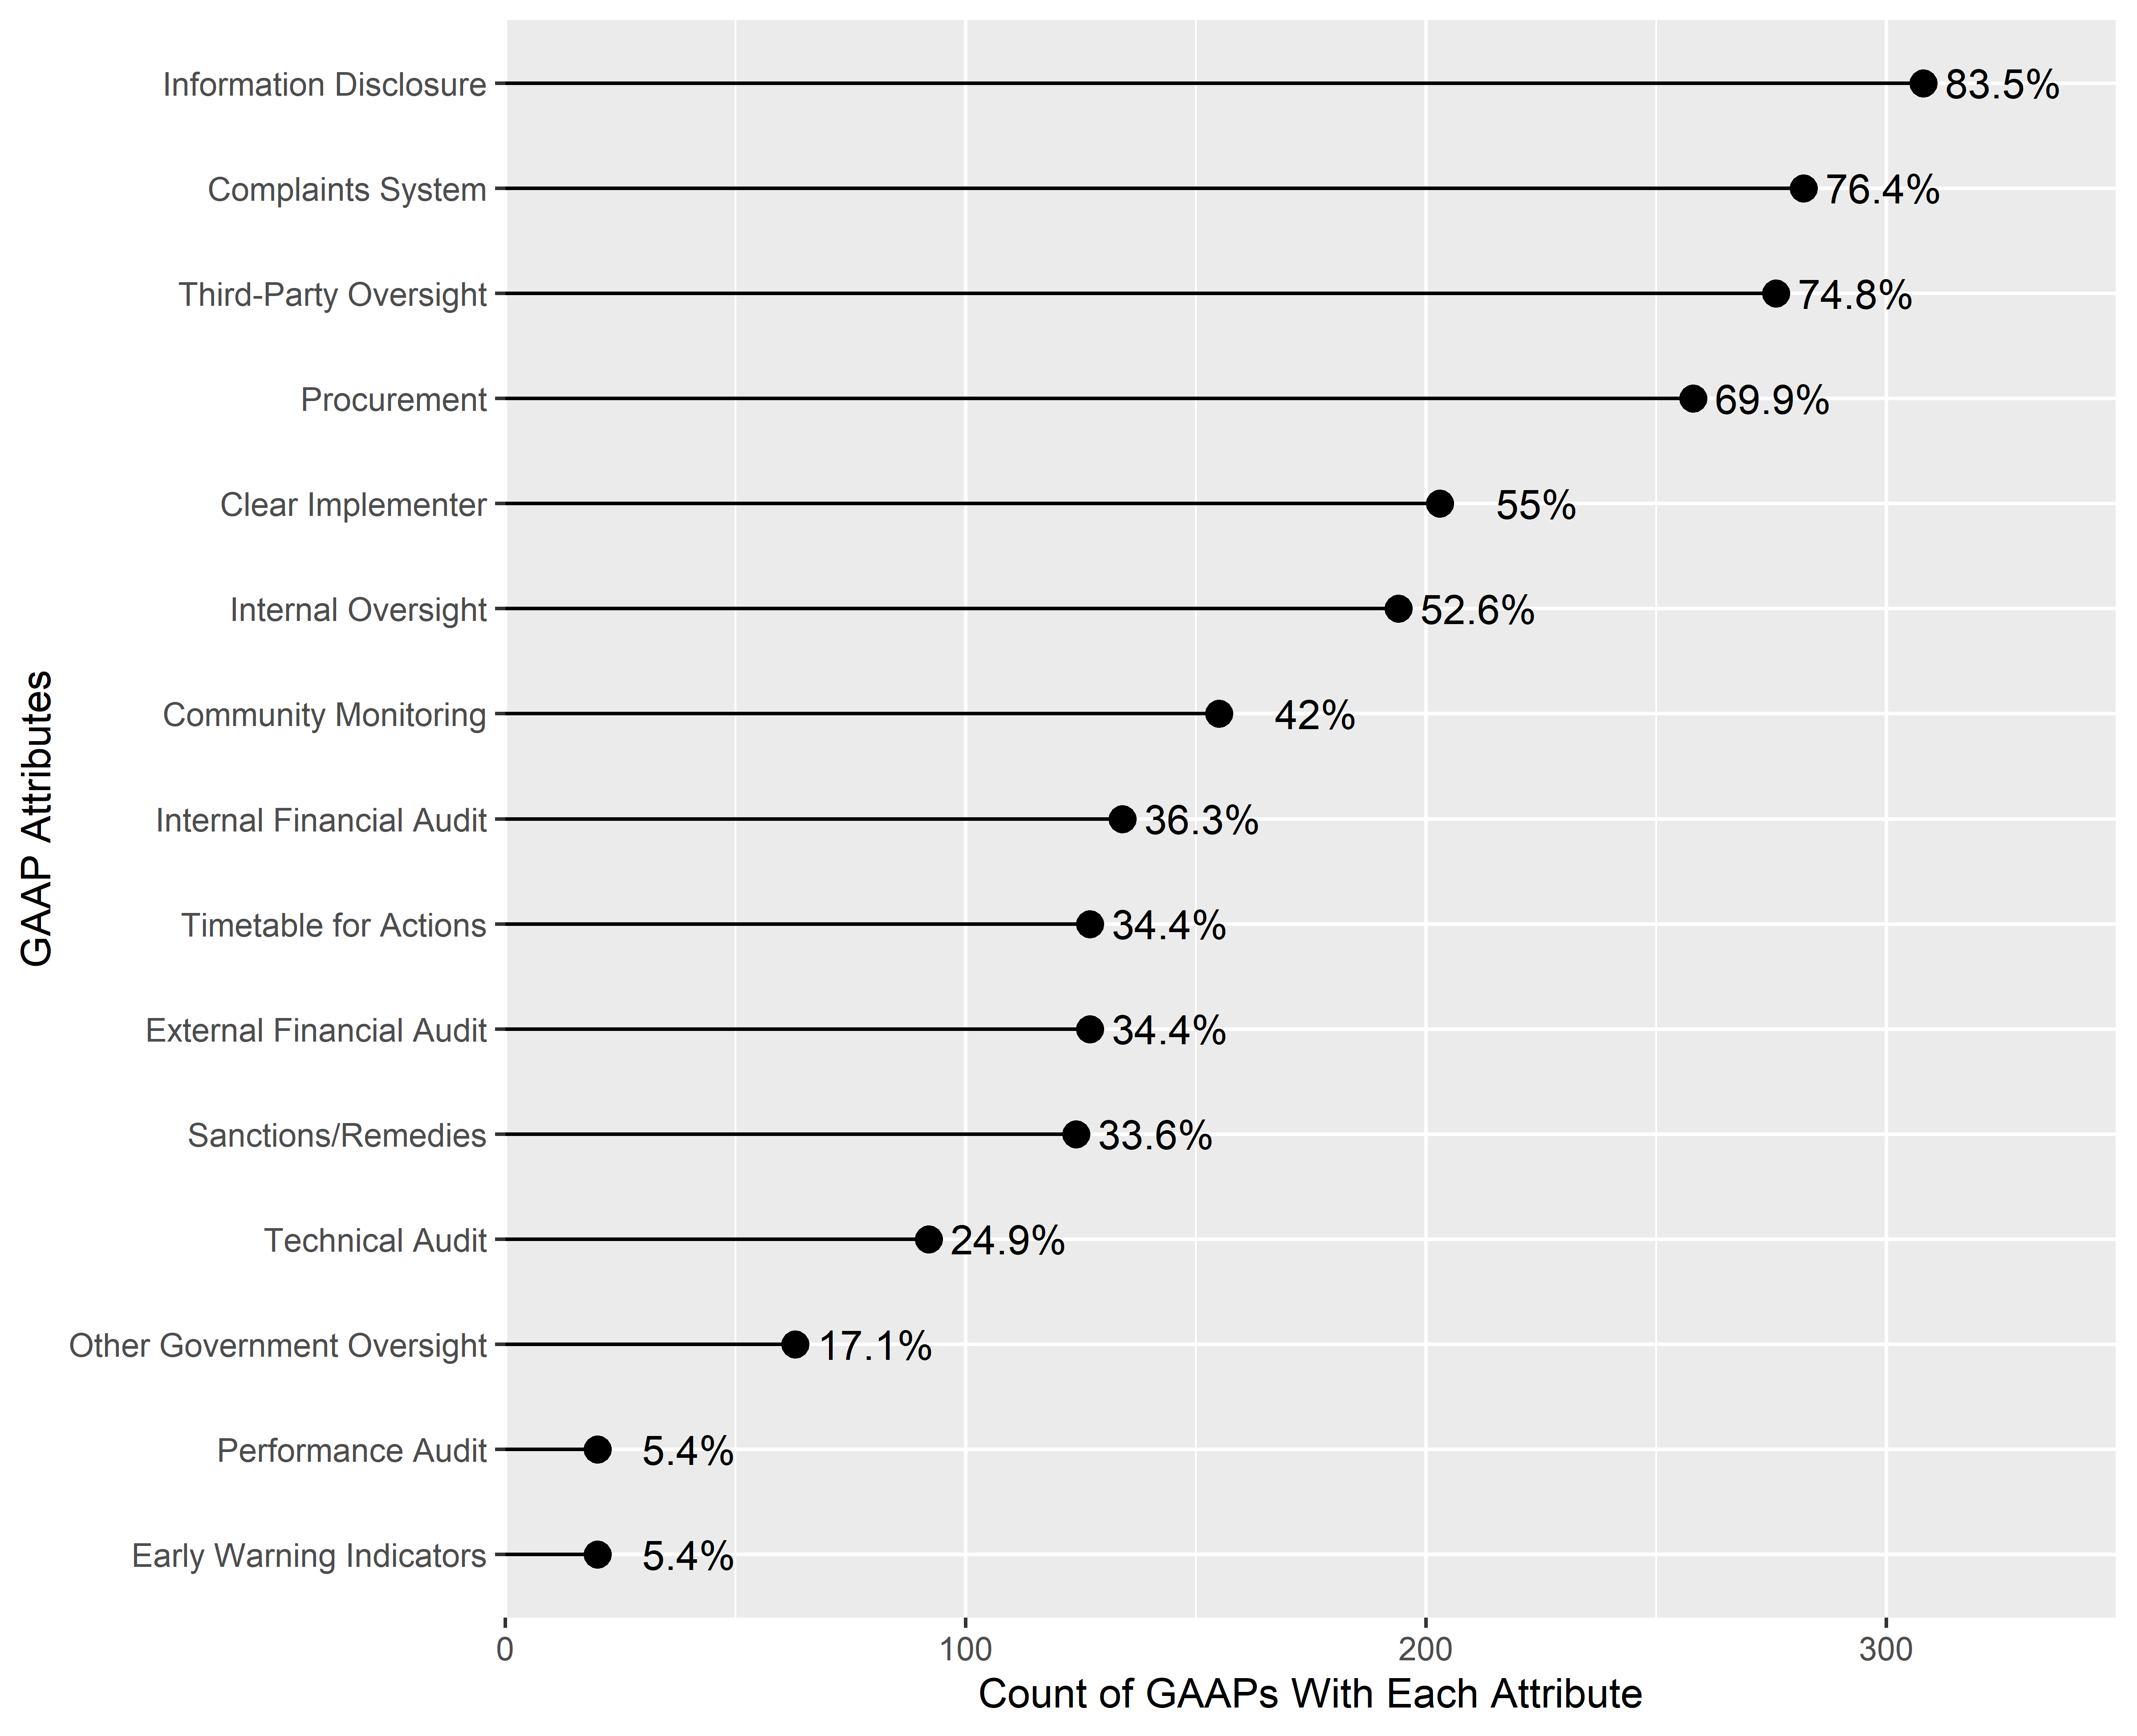 Information Disclosure 83.5%
Complaints System 76.4%
Third-Party Oversight 74.8%
Procurement 69.9%
Clear Implementer 55%
Internal Oversight 52.6%
Community Monitoring 42%
Internal Financial Audit 36.3%
Timetable for Actions 34.4%
External Financial Audit 34.4%
Sanctions/Remedies 33.6%
Technical Audit 24.9%
Other Government Oversight 17.1%
Performance Audit 5.4%
Early Warning Indicators 5.4%
GAAP Attributes
0 100 200 300
Count of GAAPs With Each Attribute